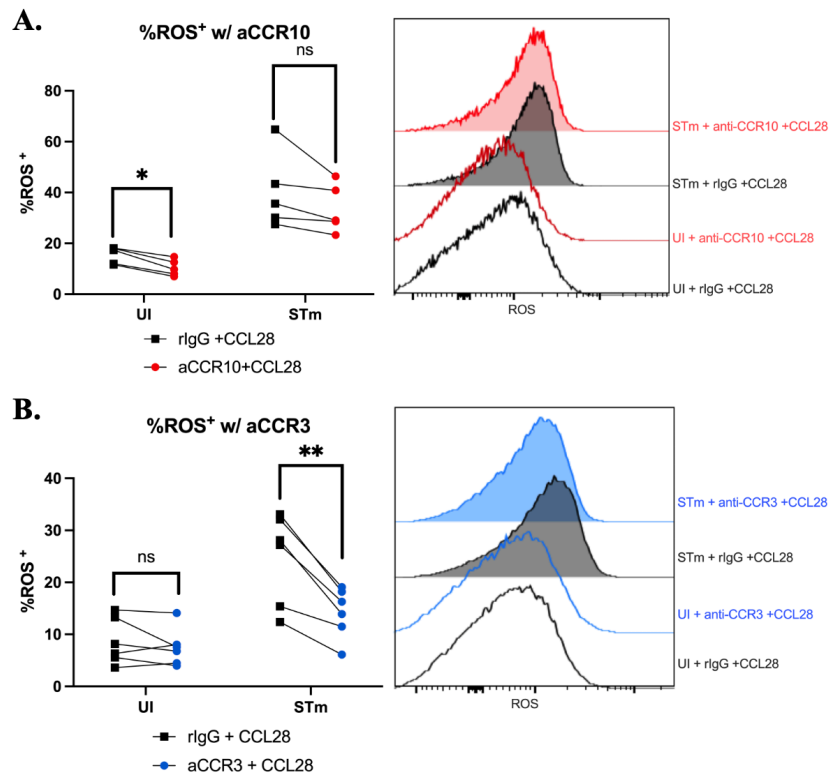 A.
%ROS⁺ w/ aCCR10
ns
*
80
60
40
20
0
%ROS⁺
UI
STm
rIgG +CCL28
aCCR10+CCL28
STm + anti-CCR10 +CCL28
STm + rIgG +CCL28
UI + anti-CCR10 +CCL28
UI + rIgG +CCL28
ROS
B.
%ROS⁺ w/ aCCR3
**
ns
40
30
20
10
0
%ROS⁺
UI
STm
rIgG + CCL28
aCCR3 + CCL28
STm + anti-CCR3 +CCL28
STm + rIgG +CCL28
UI + anti-CCR3 +CCL28
UI + rIgG +CCL28
ROS